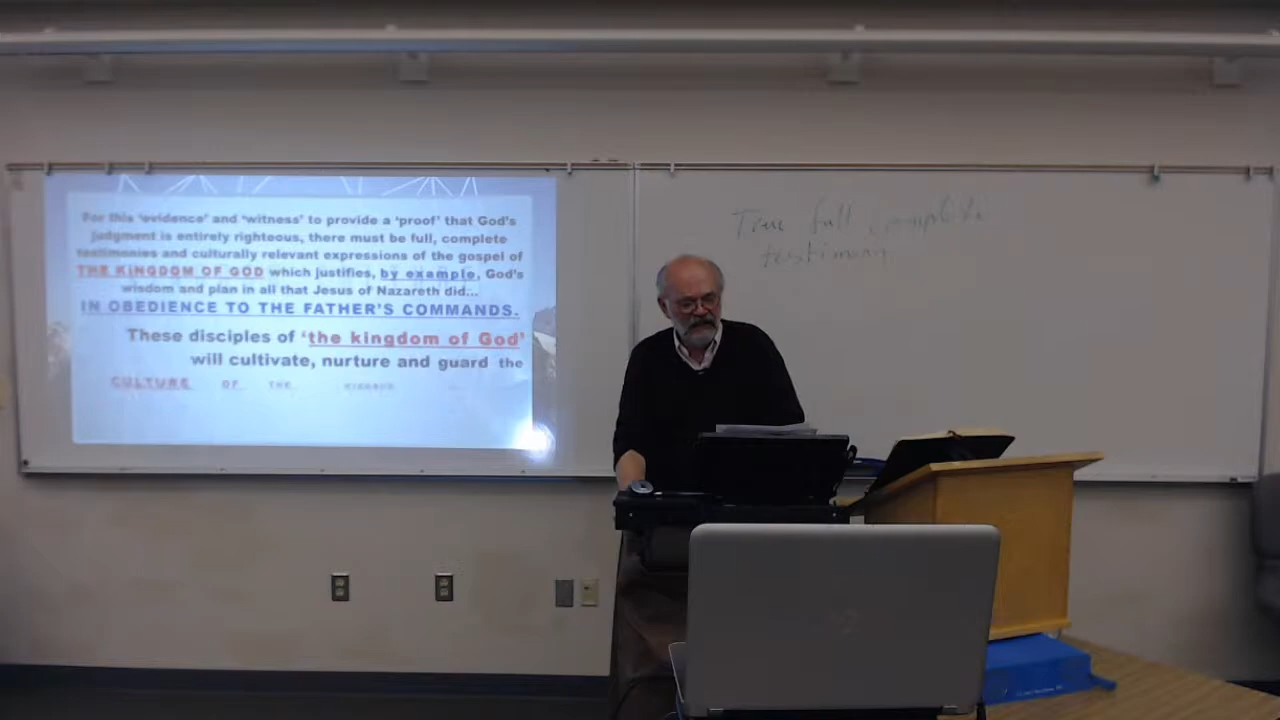 For this 'evidence' and 'witness' to provide a 'proof' that God's
judgment is entirely righteous, there must be full, complete
testimonies and culturally relevant expressions of the gospel of
THE KINGDOM OF GOD which justifies, by example, God's
wisdom and plan in all that Jesus of Nazareth did...
IN OBEDIENCE TO THE FATHER'S COMMANDS.
These disciples of 'the kingdom of God'
will cultivate, nurture and guard the
CULTURE OF THE
True full complete
testimony